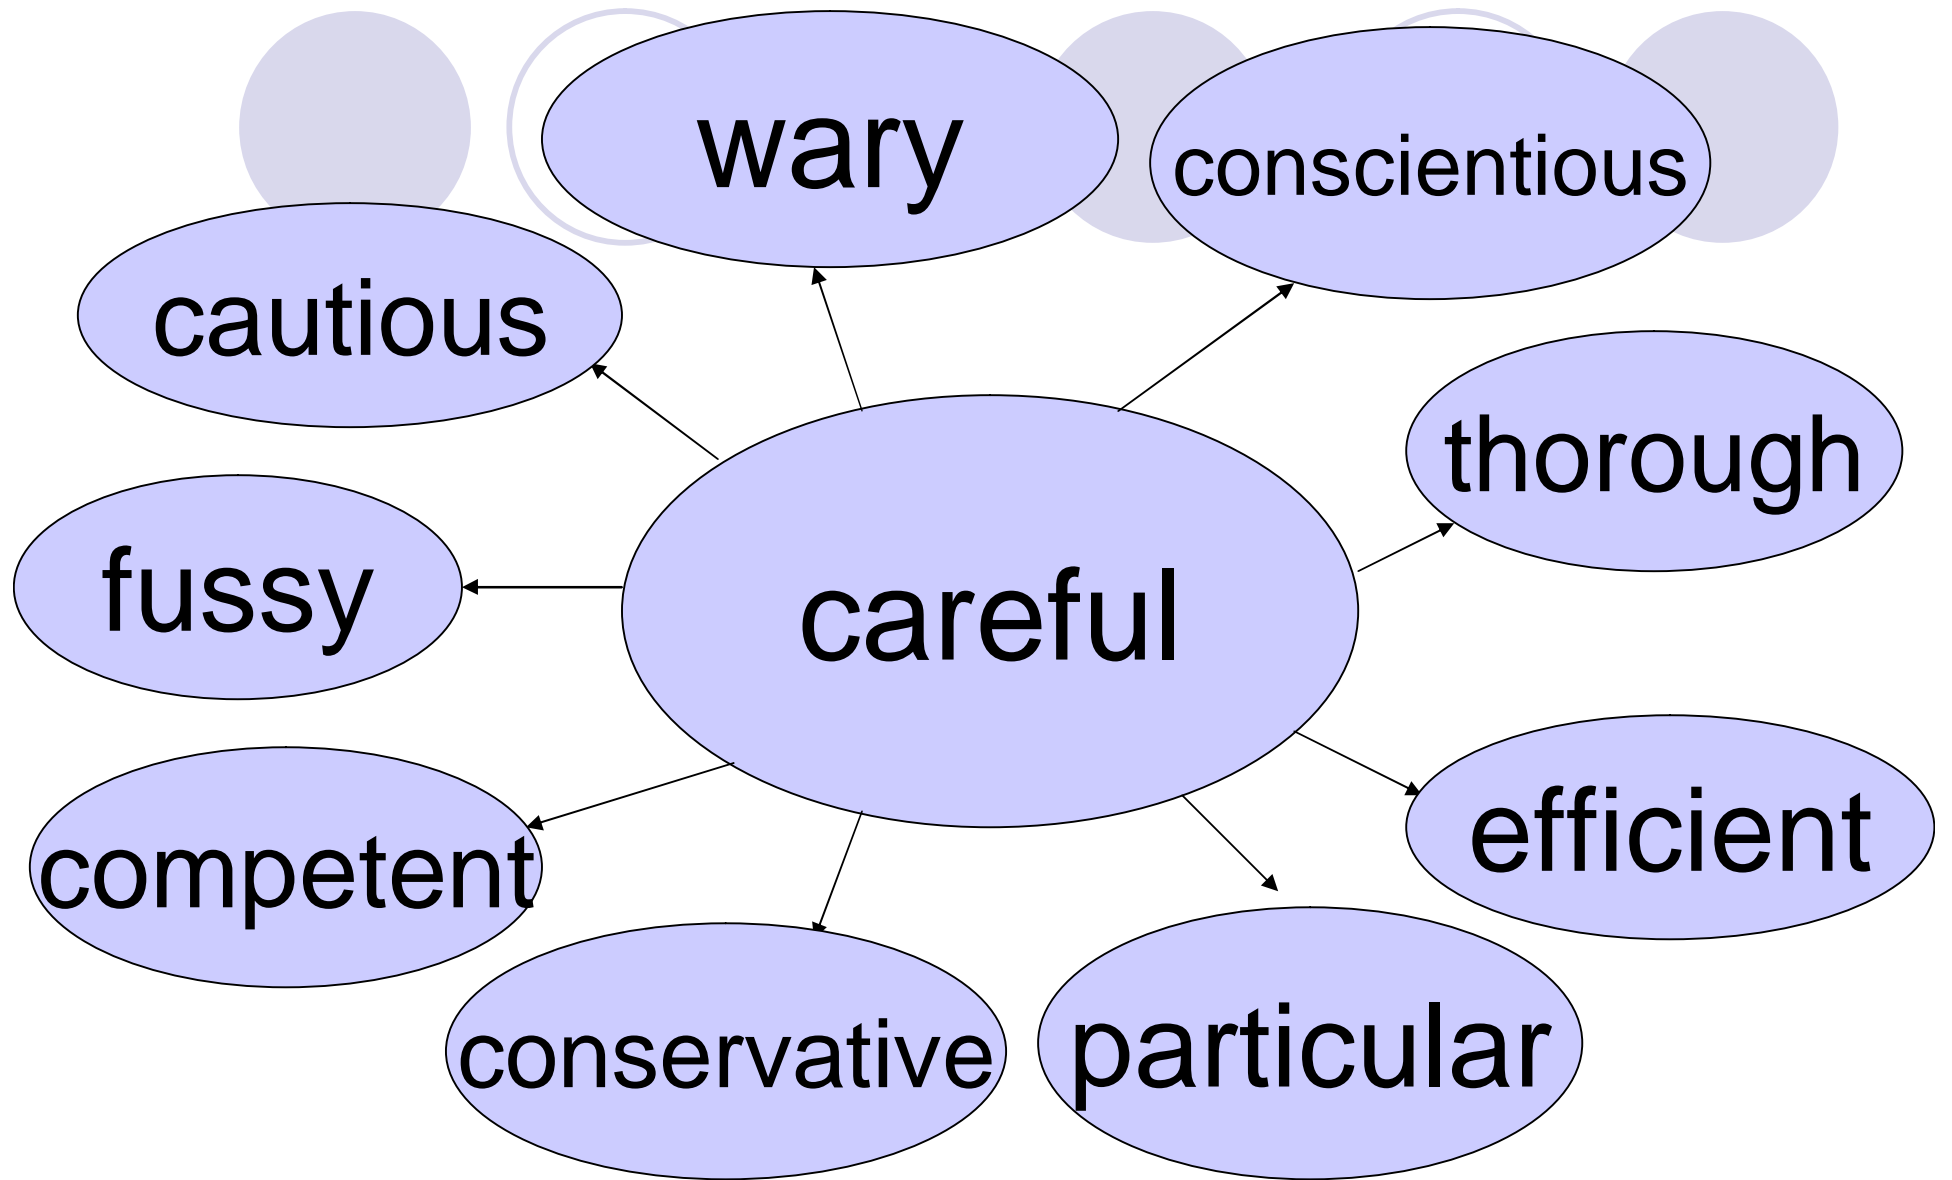 wary
conscientious
cautious
thorough
fussy
careful
efficient
competent
conservative
particular